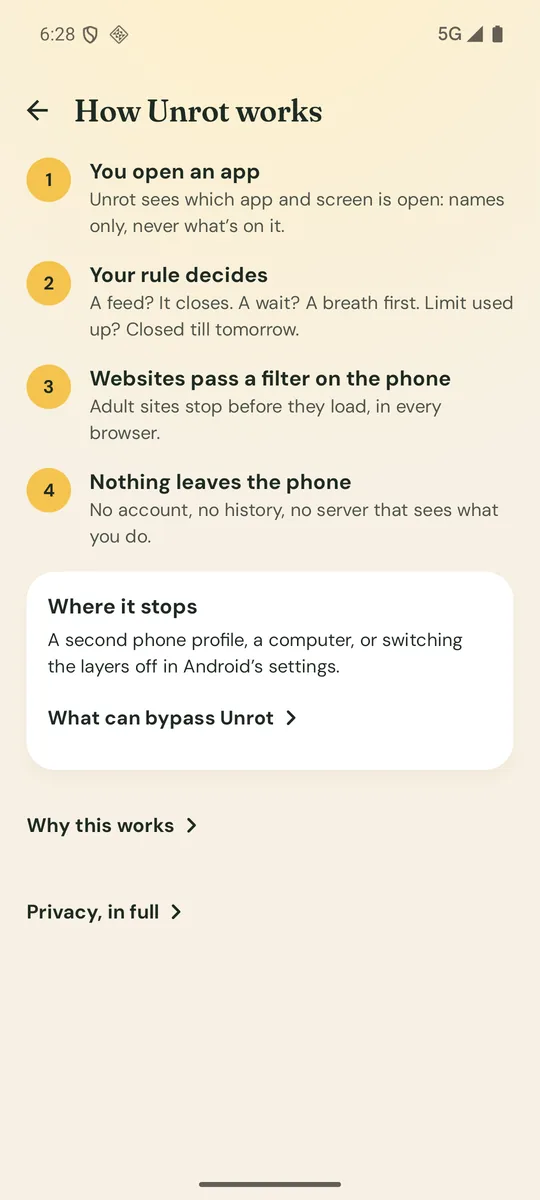 6:28
5G
How Unrot works
1
You open an app
Unrot sees which app and screen is open: names
only, never what’s on it.
2
Your rule decides
A feed? It closes. A wait? A breath first. Limit used
up? Closed till tomorrow.
3
Websites pass a filter on the phone
Adult sites stop before they load, in every
browser.
4
Nothing leaves the phone
No account, no history, no server that sees what
you do.
Where it stops
A second phone profile, a computer, or switching
the layers off in Android’s settings.
What can bypass Unrot
Why this works
Privacy, in full